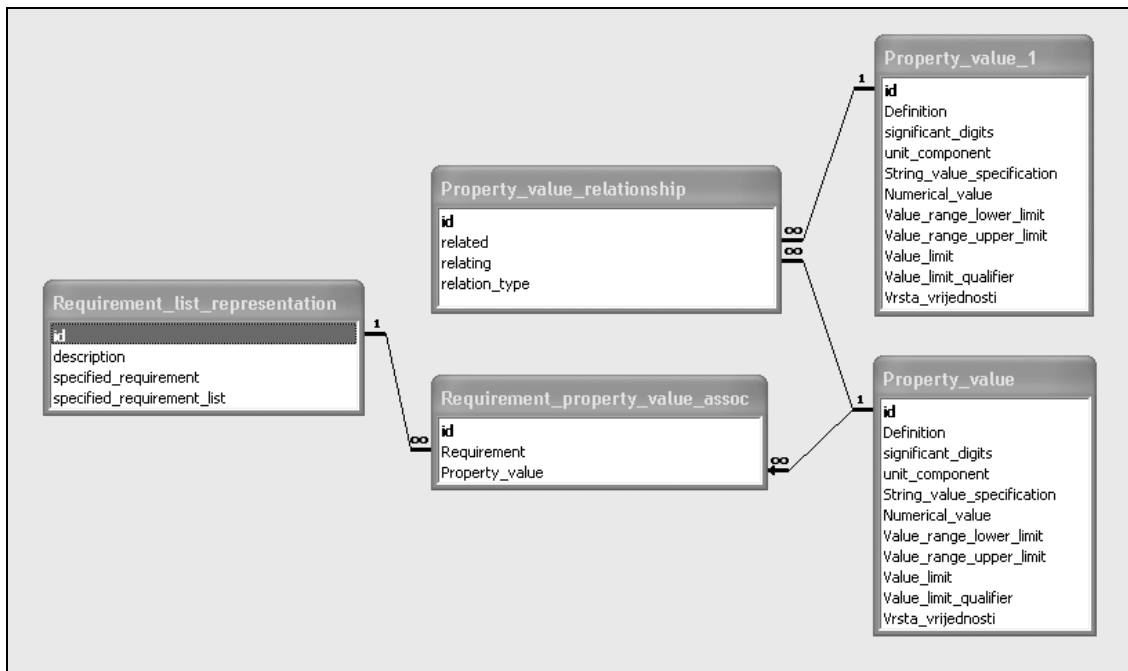 Property_value_1
id
Definition
significant_digits
unit_component
String_value_specification
Numerical_value
Value_range_lower_limit
Value_range_upper_limit
Value_limit
Value_limit_qualifier
Vrsta_vrijednosti
1
Property_value_relationship
id
related
relating
relation_type
∞
∞
Requirement_list_representation
id
description
specified_requirement
specified_requirement_list
1
Requirement_property_value_assoc
id
Requirement
Property_value
∞
∞
Property_value
1
id
Definition
significant_digits
unit_component
String_value_specification
Numerical_value
Value_range_lower_limit
Value_range_upper_limit
Value_limit
Value_limit_qualifier
Vrsta_vrijednosti